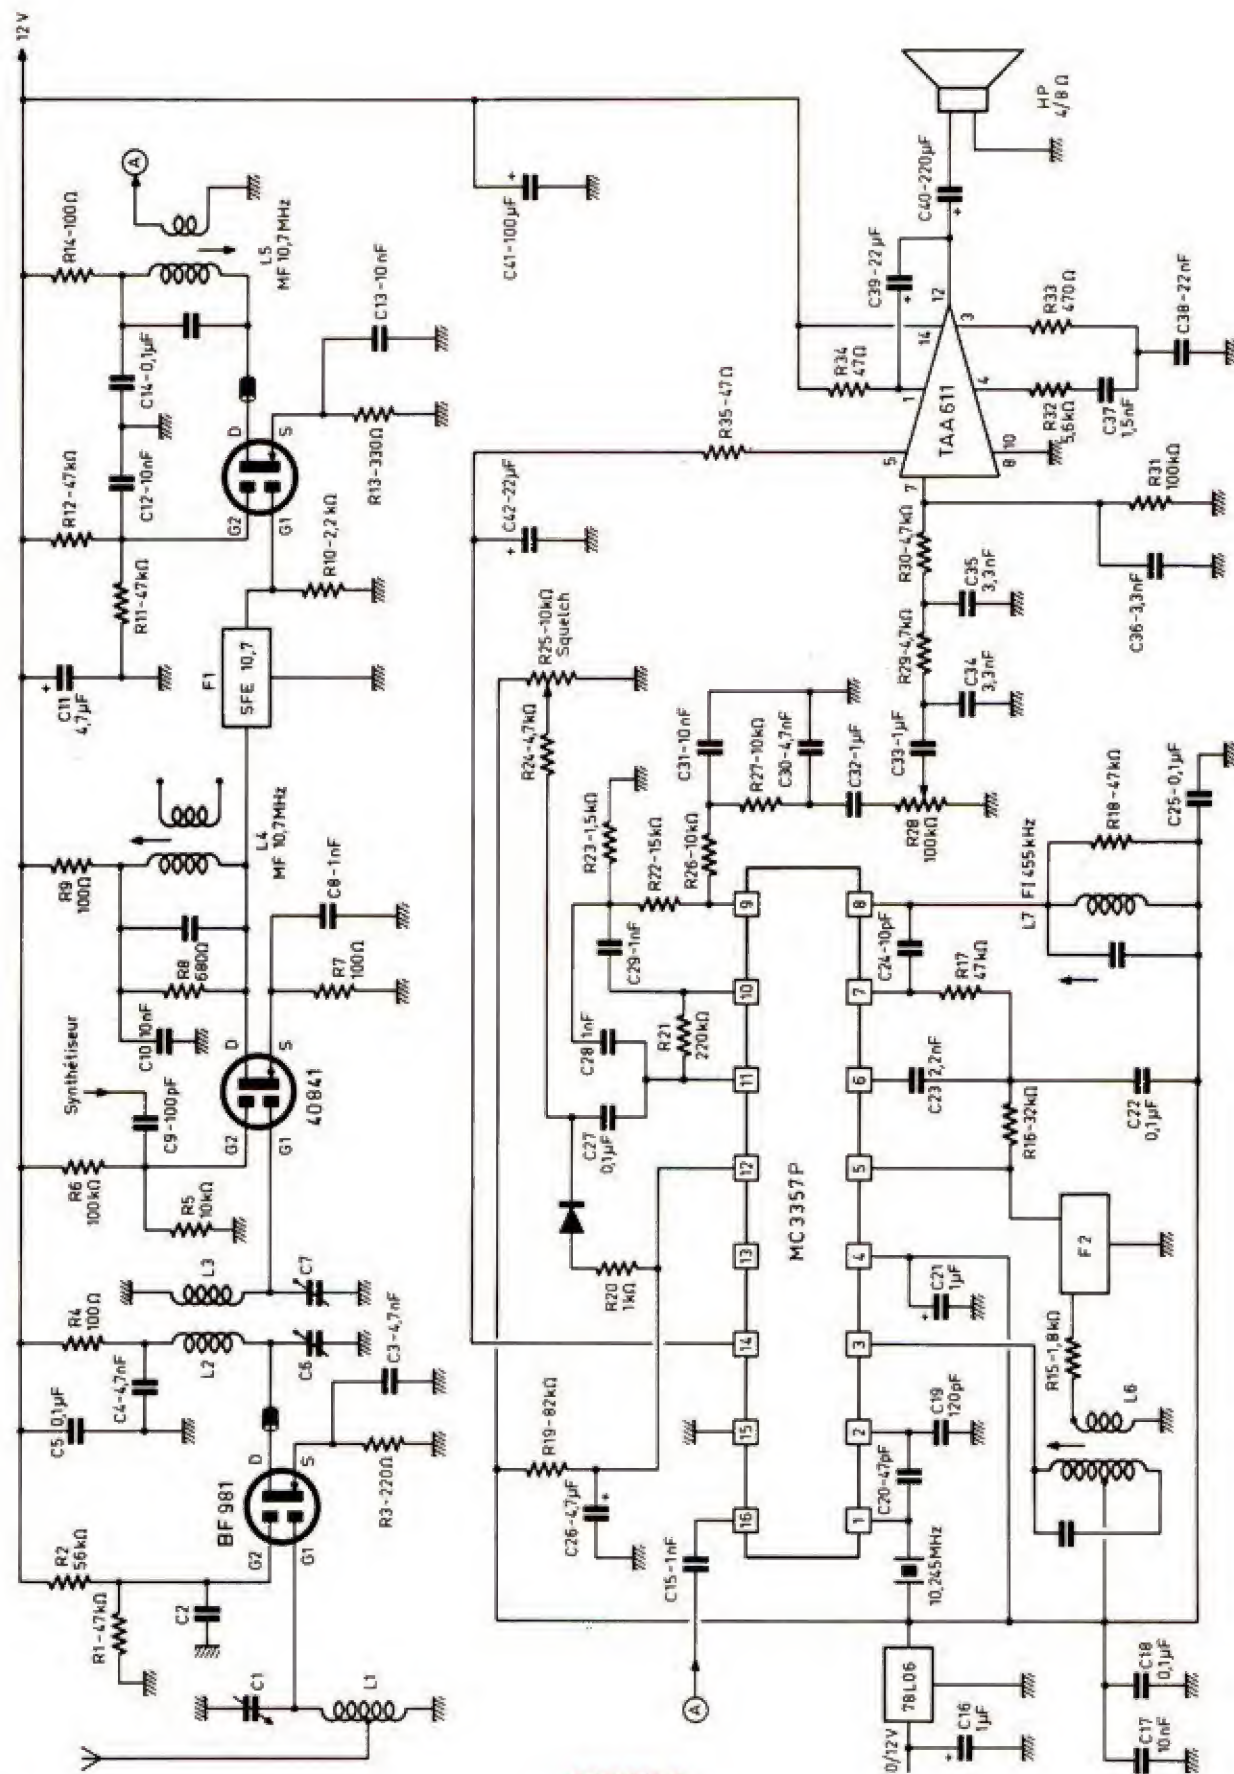 12 V
R14-100Ω
A
L5
MF 10,7MHz
C14-0,1µF
C13-10nF
R12-47kΩ
C12-10nF
D
S
G2
G1
R13-330Ω
R11-47kΩ
R10-2,2kΩ
C11
4,7µF
F1
SFE 10,7
R9
100Ω
L4
MF 10,7MHz
R8
680Ω
C8-1nF
R7
100Ω
C10 10nF
Synthétiseur
C9-100pF
D
S
G2
G1
40841
R6
100kΩ
R5
10kΩ
L3
C7
R4
100Ω
L2
C6
C3-4,7nF
C5 0,1µF
C4-4,7nF
D
S
G2
G1
BF 981
R3-220Ω
R2
56kΩ
R1-47kΩ
C2
C1
L1
C41-100µF
HP
4/8 Ω
C40-220µF
C39-22µF
R34
47Ω
R35-47Ω
12
14
3
1
4
5
7
8
10
TAA 611
R33
470Ω
C38-22nF
R32
5,6kΩ
C37
1,5nF
R31
100kΩ
C36-3,3nF
R30-4,7kΩ
C35
3,3nF
R29-4,7kΩ
C34
3,3nF
C33-1µF
C42-22µF
R25-10kΩ
Squelch
R24-4,7kΩ
C31-10nF
R27-10kΩ
C30-4,7nF
C32-1µF
R28
100kΩ
R23-1,5kΩ
R22-15kΩ
R26-10kΩ
C29-1nF
C28-1nF
R21
220kΩ
C27
0,1µF
R20
1kΩ
R19-82kΩ
C26-4,7µF
C15-1nF
A
16
15
14
13
12
11
10
9
MC3357P
1
2
3
4
5
6
7
8
L7 FI 455kHz
R18-47kΩ
C25-0,1µF
C24-10pF
R17
47kΩ
C23 2,2nF
C22
0,1µF
R16-32kΩ
F2
R15-1,8kΩ
L6
C21
1µF
C19
120pF
C20-47pF
10,245MHz
78L06
C16
1µF
C18
0,1µF
C17
10nF
0/12V